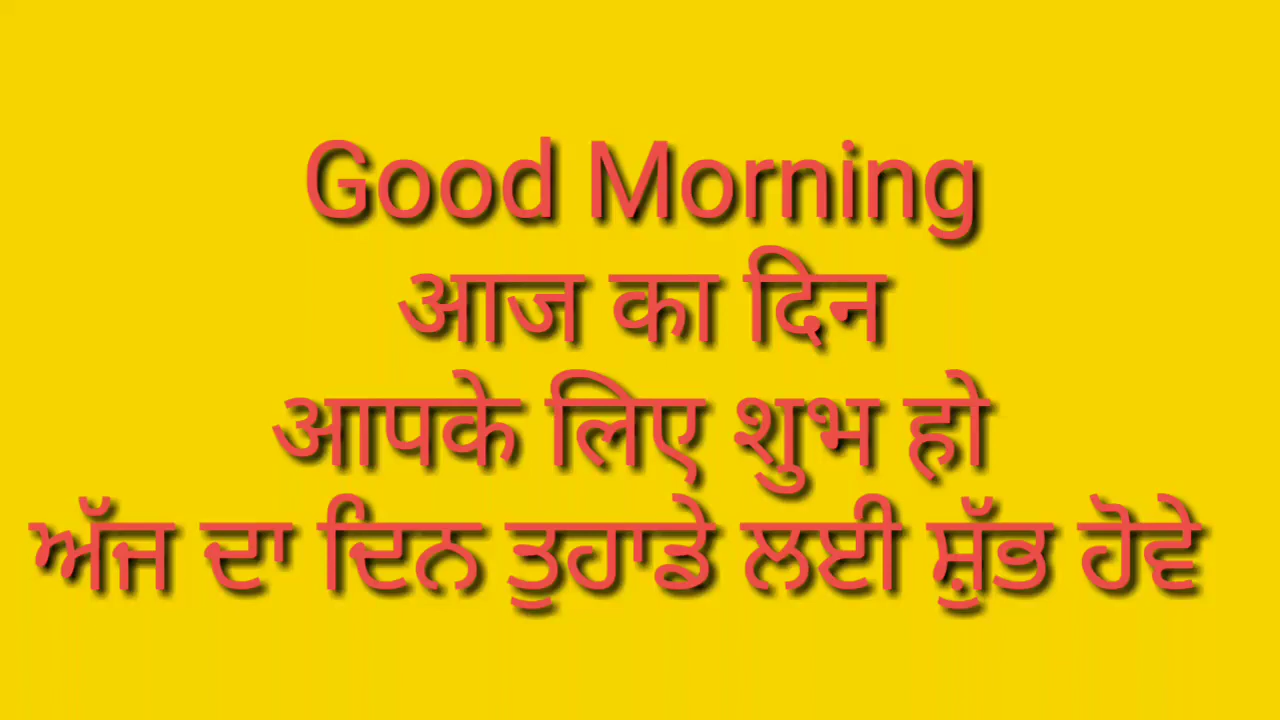 Good Morning
आज का दिन
आपके लिए शुभ हो
ਅੱਜ ਦਾ ਦਿਨ ਤੁਹਾਡੇ ਲਈ ਸ਼ੁੱਭ ਹੋਵੇ